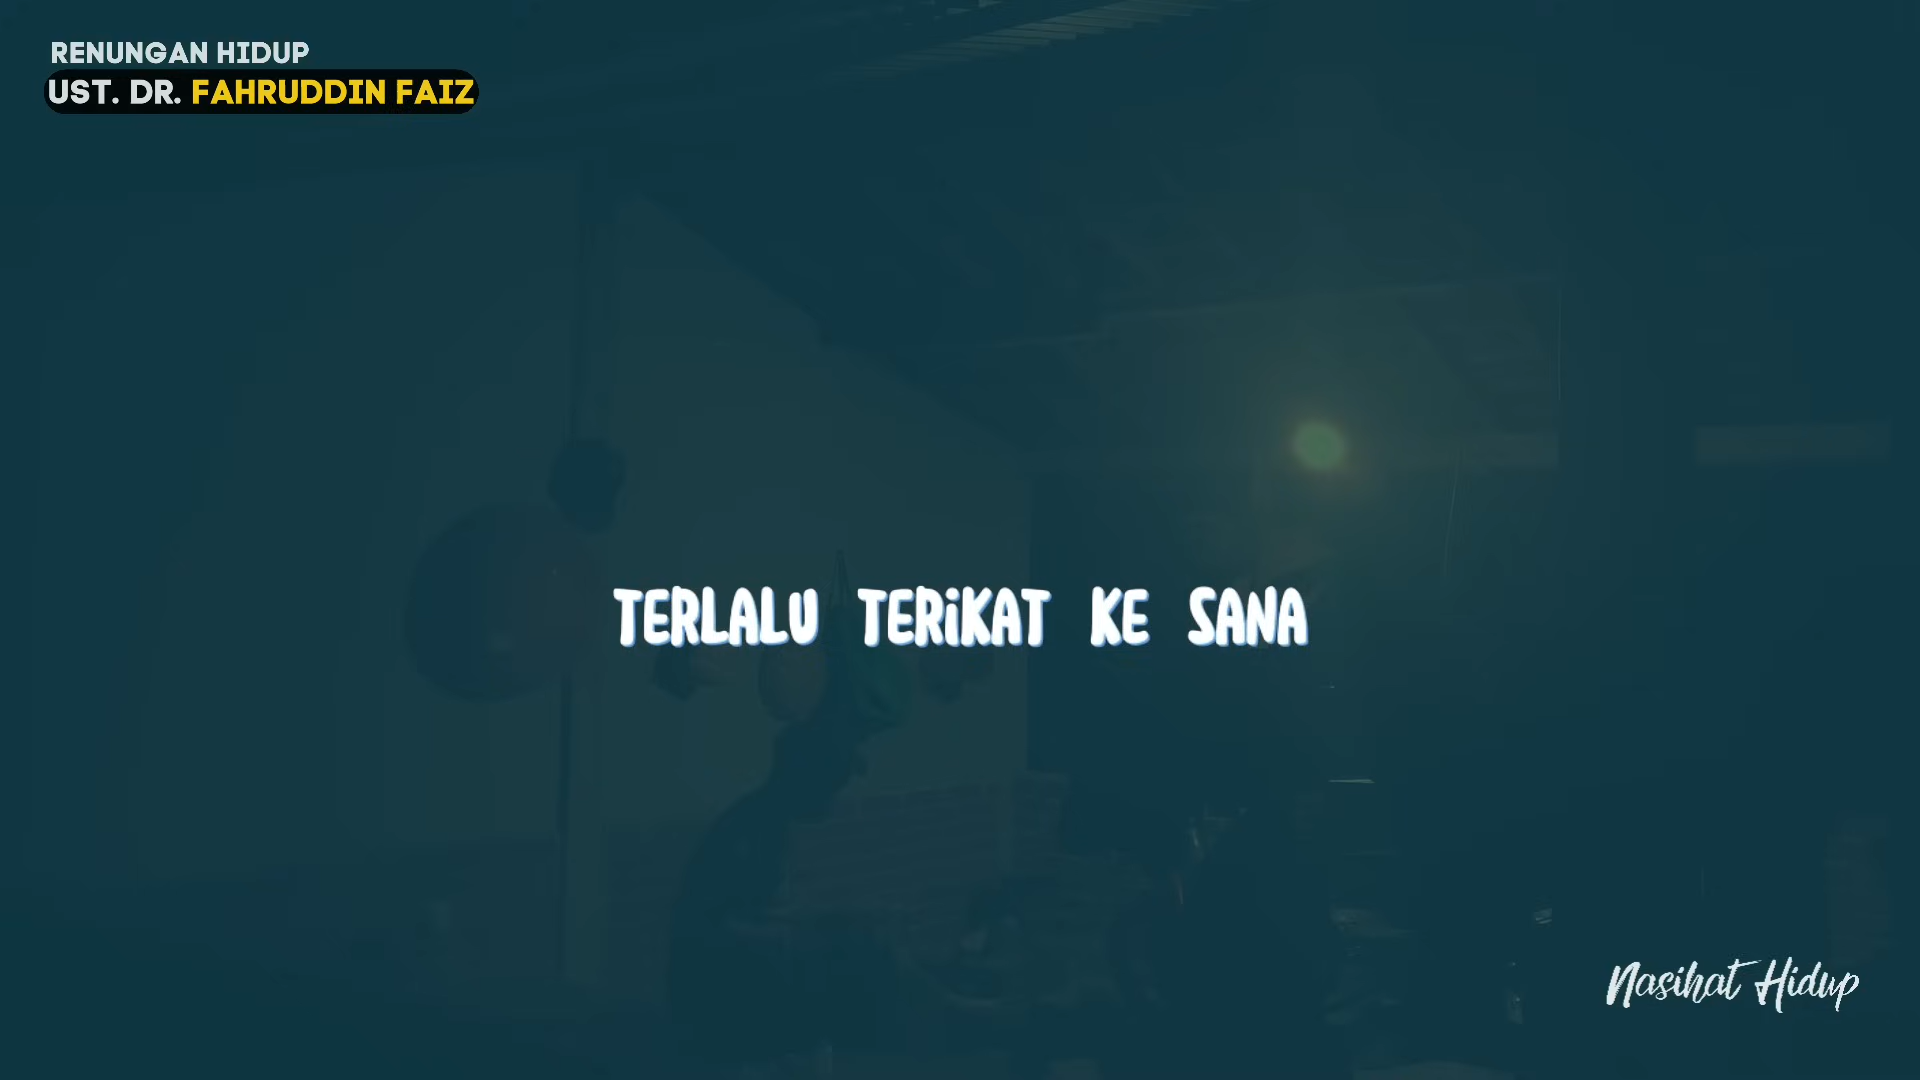 RENUNGAN HIDUP
UST. DR. FAHRUDDIN FAIZ
TERLALU TERiKAT KE SANA
Nasihat Hidup